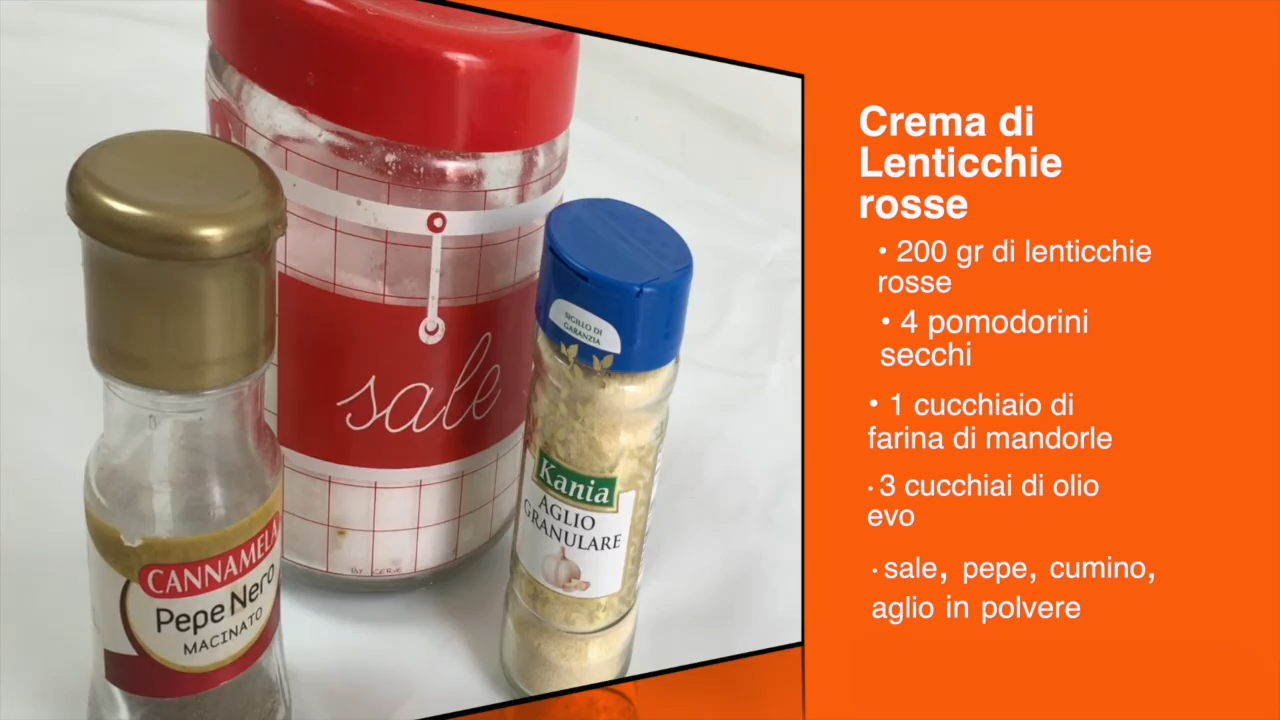 Crema di
Lenticchie
rosse
• 200 gr di lenticchie
rosse
• 4 pomodorini
secchi
• 1 cucchiaio di
farina di mandorle
· 3 cucchiai di olio
evo
· sale, pepe, cumino,
aglio in polvere
sale
BY CERVE
SIGILLO DI
GARANZIA
Kania
AGLIO
GRANULARE
CANNAMELA
Pepe Nero
MACINATO